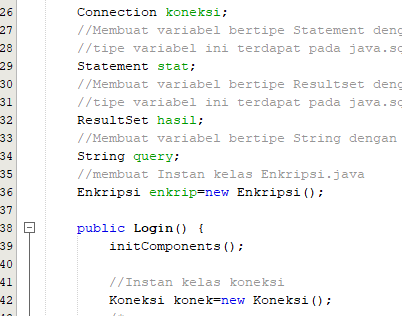 26 Connection koneksi;
27 //Membuat variabel bertipe Statement deng
28 //tipe variabel ini terdapat pada java.sq
29 Statement stat;
30 //Membuat variabel bertipe Resultset deng
31 //tipe variabel ini terdapat pada java.sq
32 ResultSet hasil;
33 //Membuat variabel bertipe String dengan
34 String query;
35 //membuat Instan kelas Enkripsi.java
36 Enkripsi enkrip=new Enkripsi();
37
38 public Login() {
39 initComponents();
40
41 //Instan kelas koneksi
42 Koneksi konek=new Koneksi();